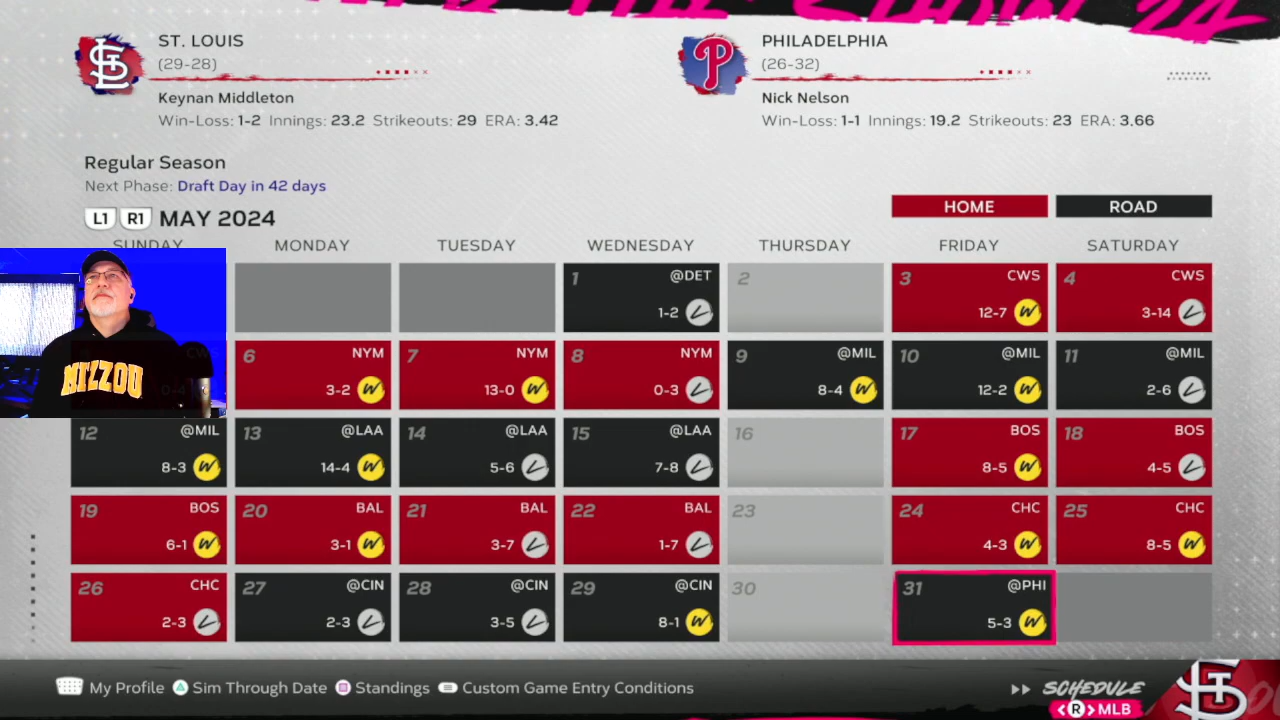 ST. LOUIS
(29-28)
Keynan Middleton
Win-Loss: 1-2 Innings: 23.2 Strikeouts: 29 ERA: 3.42
PHILADELPHIA
(26-32)
Nick Nelson
Win-Loss: 1-1 Innings: 19.2 Strikeouts: 23 ERA: 3.66
Regular Season
Next Phase: Draft Day in 42 days
L1 R1 MAY 2024
HOME ROAD
SUNDAY MONDAY TUESDAY WEDNESDAY THURSDAY FRIDAY SATURDAY
1 @DET 2 3 CWS 4 CWS
1-2 L 12-7 W 3-14 L
6 NYM 7 NYM 8 NYM 9 @MIL 10 @MIL 11 @MIL
3-2 W 13-0 W 0-3 L 8-4 W 12-2 W 2-6 L
MIZZOU
12 @MIL 13 @LAA 14 @LAA 15 @LAA 16 17 BOS 18 BOS
8-3 W 14-4 W 5-6 L 7-8 L 8-5 W 4-5 L
19 BOS 20 BAL 21 BAL 22 BAL 23 24 CHC 25 CHC
6-1 W 3-1 W 3-7 L 1-7 L 4-3 W 8-5 W
26 CHC 27 @CIN 28 @CIN 29 @CIN 30 31 @PHI
2-3 L 2-3 L 3-5 L 8-1 W 5-3 W
My Profile Sim Through Date Standings Custom Game Entry Conditions
SCHEDULE
R MLB